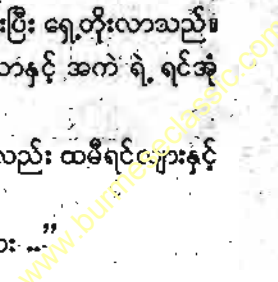 းပြီး ရှေ့တိုးလာသည်။
ာနှင့် အကဲ ရဲ့ ရင်အုံ
လည်း ထမီရင်လျားနှင့်
ား ..."
www.burmeseclassic.com